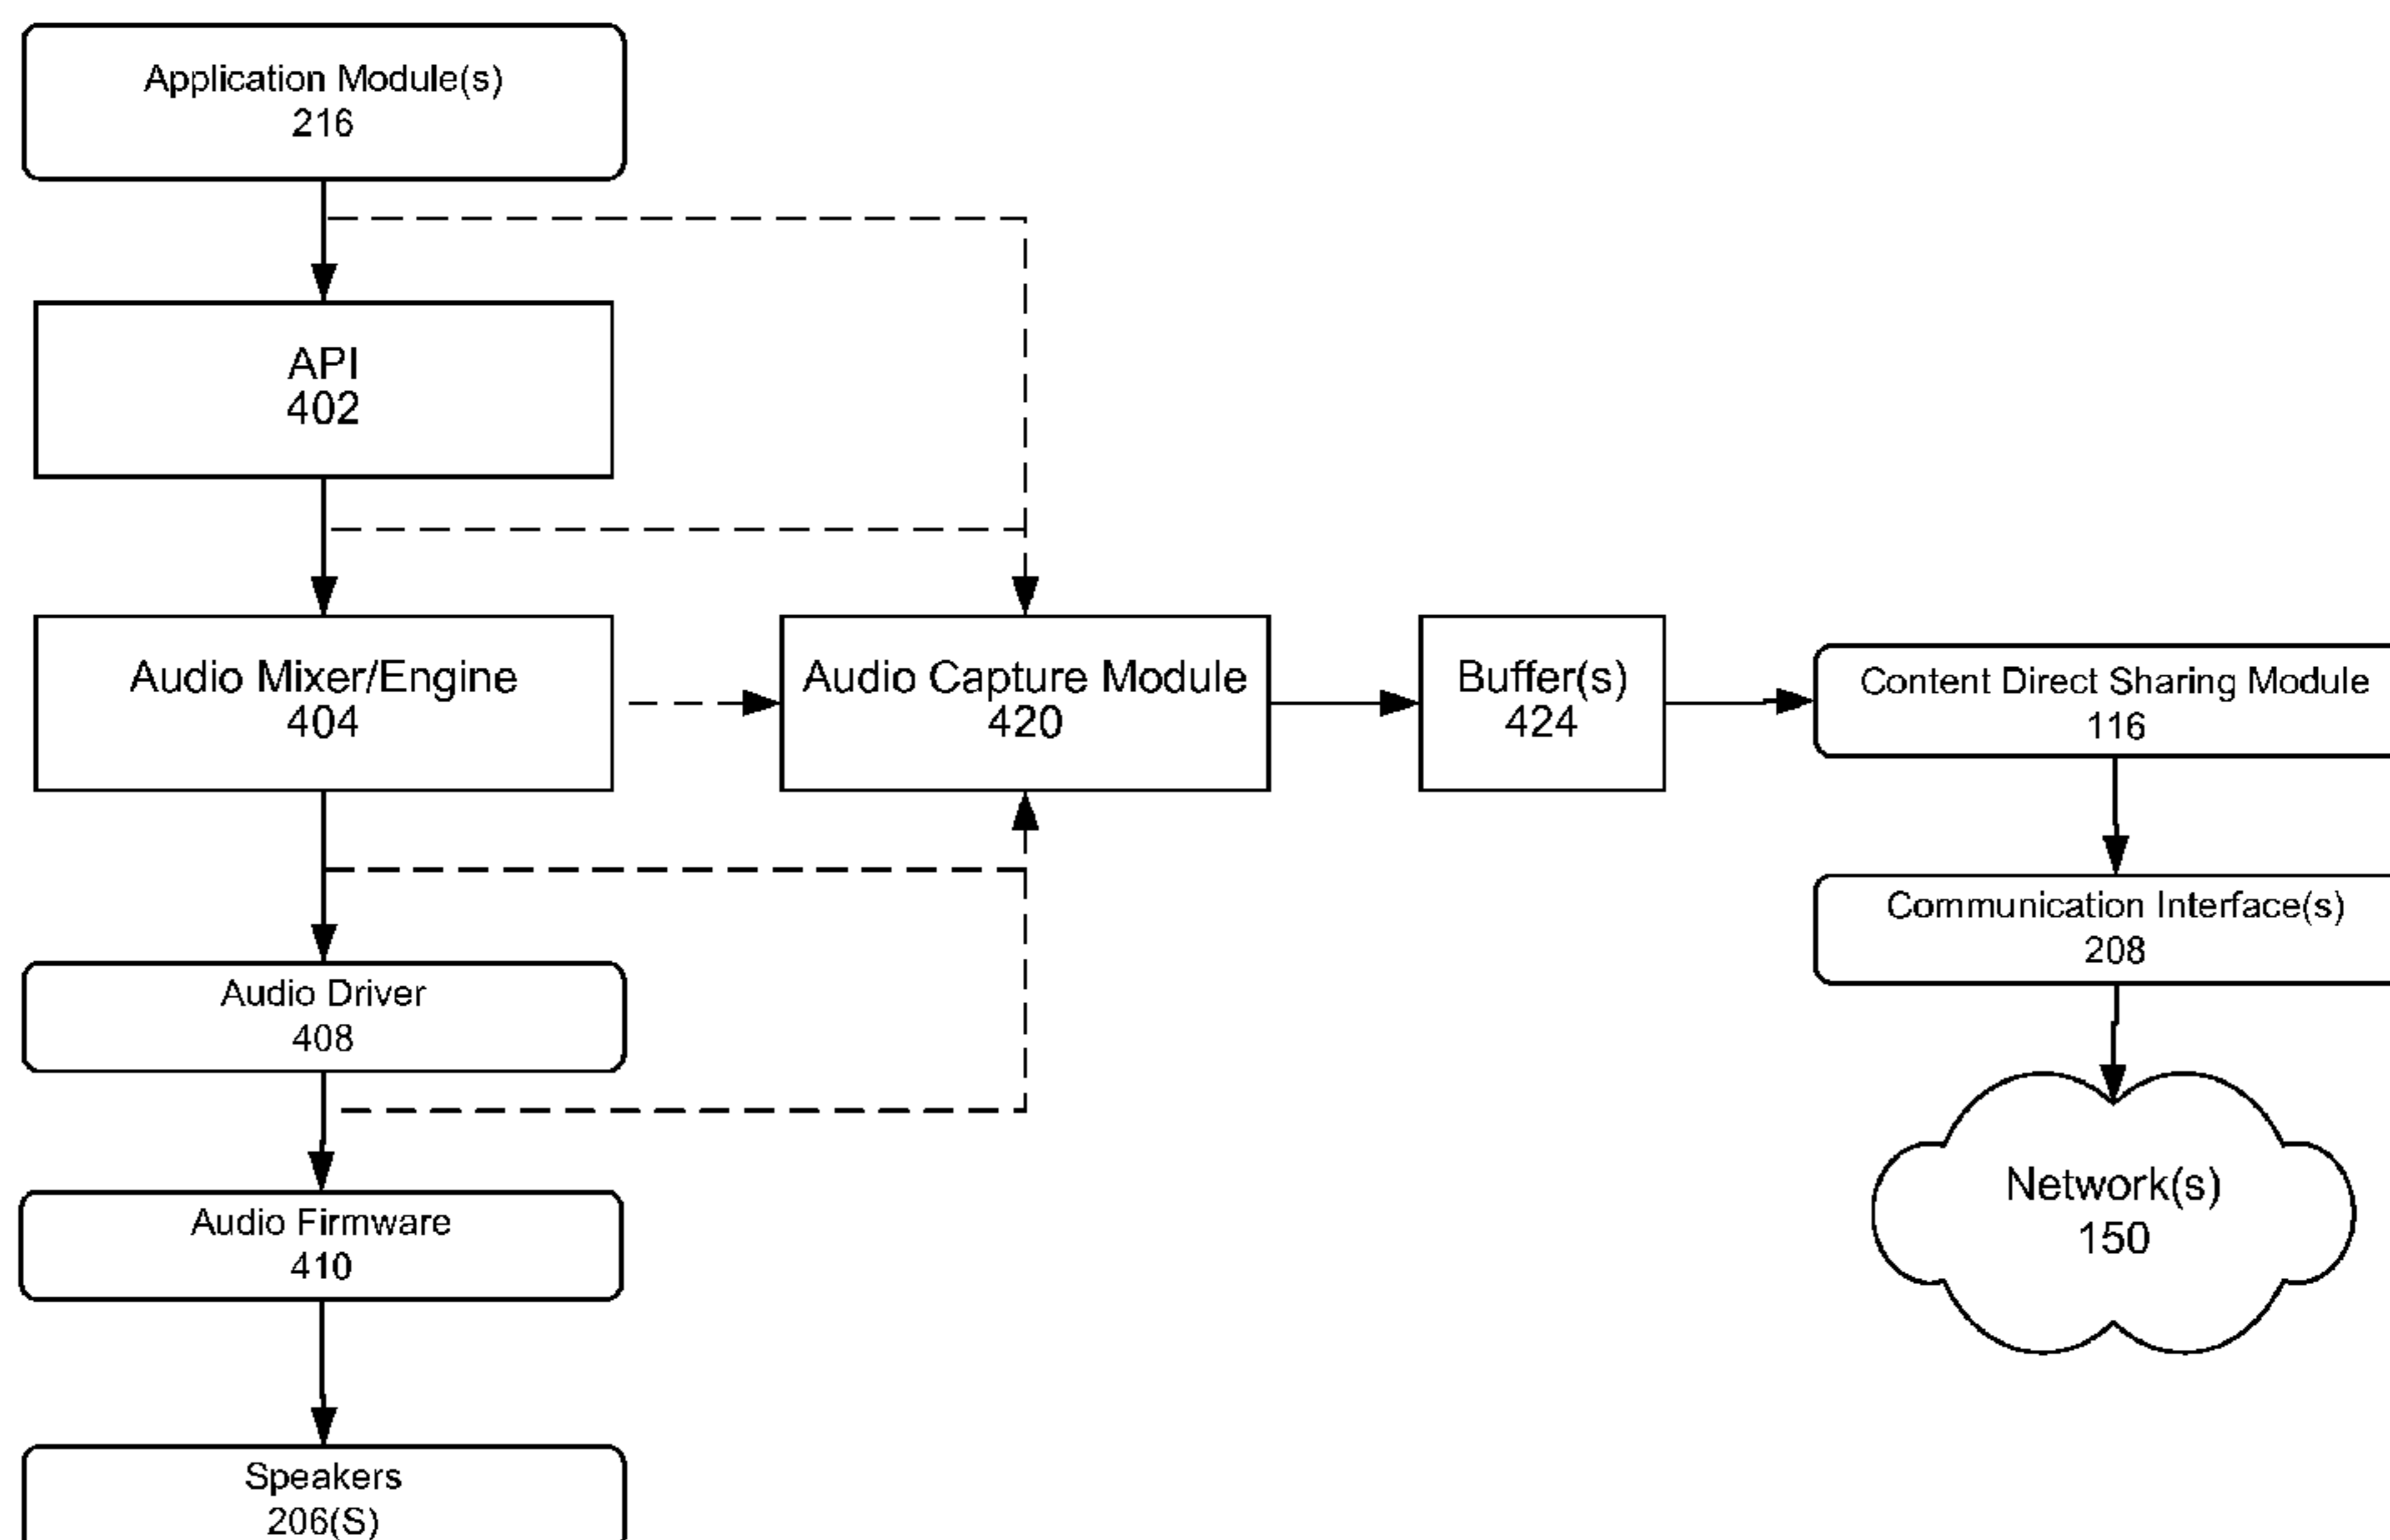 Application Module(s)
216
API
402
Audio Mixer/Engine
404
Audio Capture Module
420
Buffer(s)
424
Content Direct Sharing Module
116
Communication Interface(s)
208
Audio Driver
408
Network(s)
150
Audio Firmware
410
Speakers
206(S)